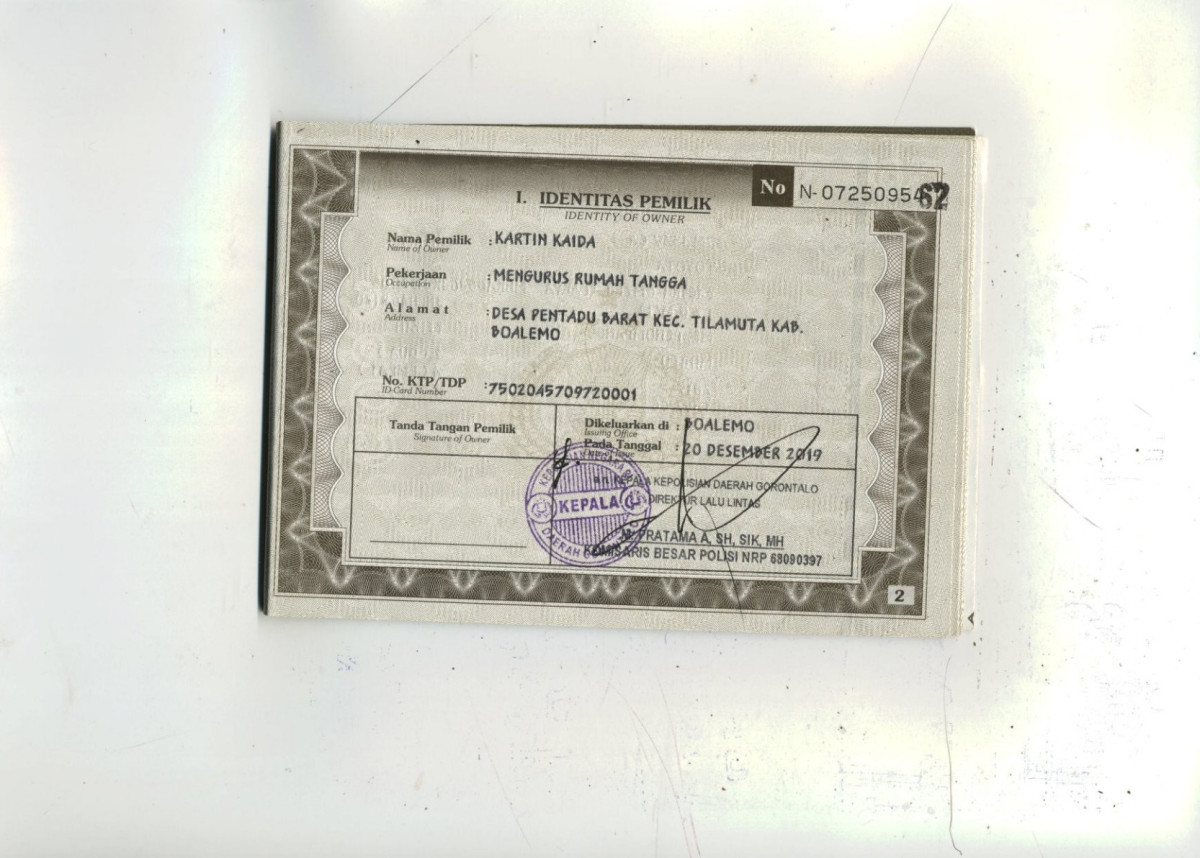 No N-07250954
I. IDENTITAS PEMILIK
IDENTITY OF OWNER
Nama Pemilik : KARTIN KAIDA
Name of Owner
Pekerjaan : MENGURUS RUMAH TANGGA
Occupation
Alamat : DESA PENTADU BARAT KEC. TILAMUTA KAB.
Address
BOALEMO
No. KTP/TDP : 7502045709720001
ID Card Number
Tanda Tangan Pemilik
Signature of Owner
Dikeluarkan di : BOALEMO
Issuing Office
Pada Tanggal : 20 DESEMBER 2019
Date of Issue
an KEPALA KEPOLISIAN DAERAH GORONTALO
DIREKTUR LALU LINTAS
KEPALA
DAERAH
PRATAMA A, SH, SIK, MH
KOMISARIS BESAR POLISI NRP 68090397
2